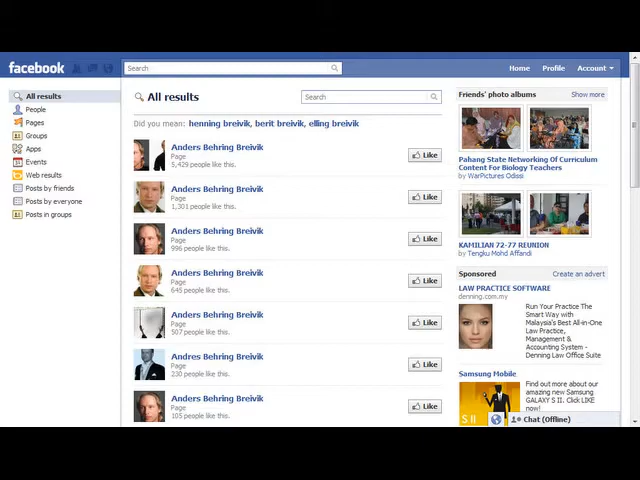 facebook
Search
Home Profile Account
All results
People
Pages
Groups
Apps
Events
Web results
Posts by friends
Posts by everyone
Posts in groups
All results
Search
Did you mean: henning breivik, berit breivik, elling breivik
Anders Behring Breivik
Page
5,429 people like this.
Like
Anders Behring Breivik
Page
1,301 people like this.
Like
Anders Behring Breivik
Page
996 people like this.
Like
Anders Behring Breivik
Page
645 people like this.
Like
Anders Behring Breivik
Page
507 people like this.
Like
Andres Behring Breivik
Page
230 people like this.
Like
Anders Behring Breivik
Page
105 people like this.
Like
Friends' photo albums Show more
Pahang State Networking Of Curriculum
Content For Biology Teachers
by WarPictures Odissi
KAMILIAN 72-77 REUNION
by Tengku Mohd Affandi
Sponsored Create an advert
LAW PRACTICE SOFTWARE
denning.com.my
Run Your Practice The
Smart Way with
Malaysia's Best All-in-One
Law Practice,
Management &
Accounting System -
Denning Law Office Suite
Samsung Mobile
Find out more about our
amazing new Samsung
GALAXY S II. Click LIKE
now!
S II
Chat (Offline)